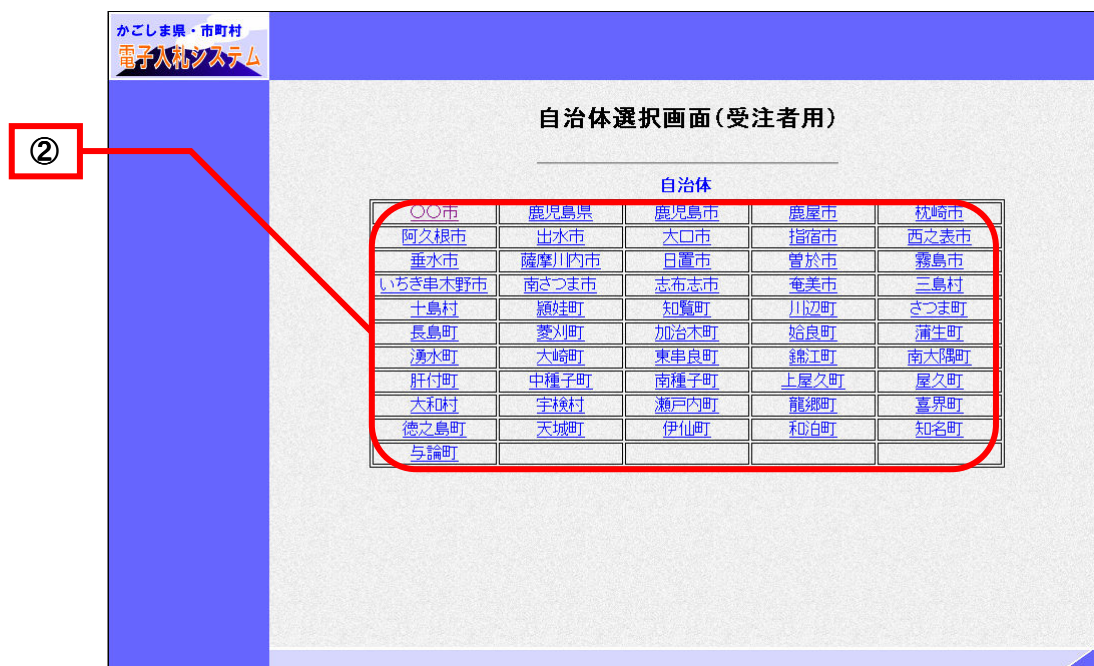 かごしま県・市町村
電子入札システム
自治体選択画面(受注者用)
②
自治体
〇〇市 鹿児島県 鹿児島市 鹿屋市 枕崎市
阿久根市 出水市 大口市 指宿市 西之表市
垂水市 薩摩川内市 日置市 曽於市 霧島市
いちき串木野市 南さつま市 志布志市 奄美市 三島村
十島村 頴娃町 知覧町 川辺町 さつま町
長島町 菱刈町 加治木町 姶良町 蒲生町
湧水町 大崎町 東串良町 錦江町 南大隅町
肝付町 中種子町 南種子町 上屋久町 屋久町
大和村 宇検村 瀬戸内町 龍郷町 喜界町
徳之島町 天城町 伊仙町 和泊町 知名町
与論町